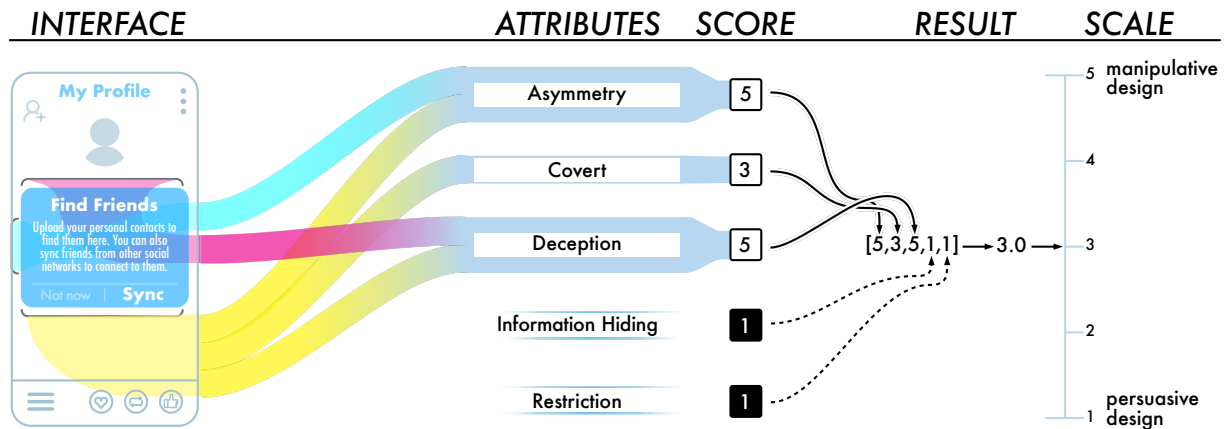 INTERFACE ATTRIBUTES SCORE RESULT SCALE
My Profile
Find Friends
Upload your personal contacts to
find them here. You can also
sync friends from other social
networks to connect to them.
Not now | Sync
Asymmetry 5
Covert 3
Deception 5
Information Hiding 1
Restriction 1
[5,3,5,1,1] 3.0
5 manipulative
design
4
3
2
1 persuasive
design